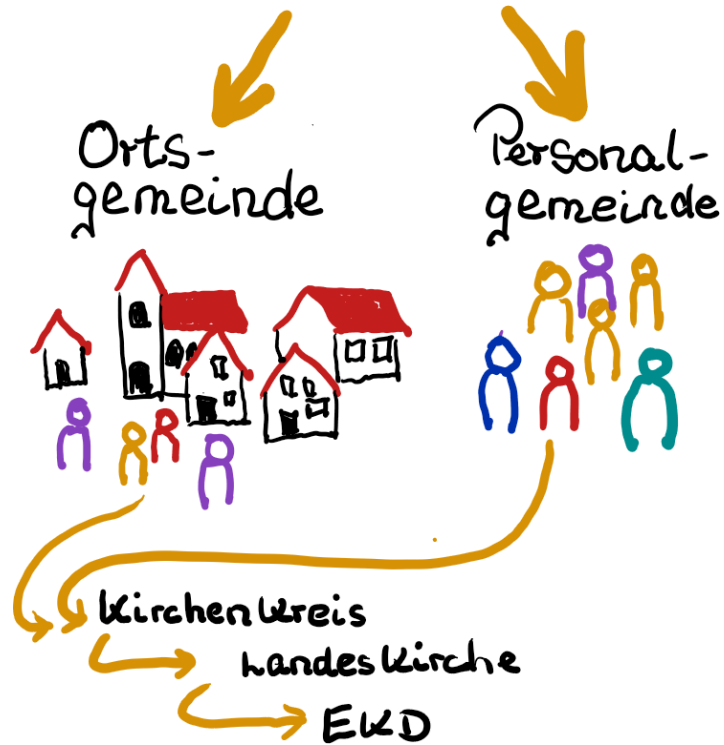 Orts-
gemeinde
Personal-
gemeinde
Kirchenkreis
Landeskirche
EKD